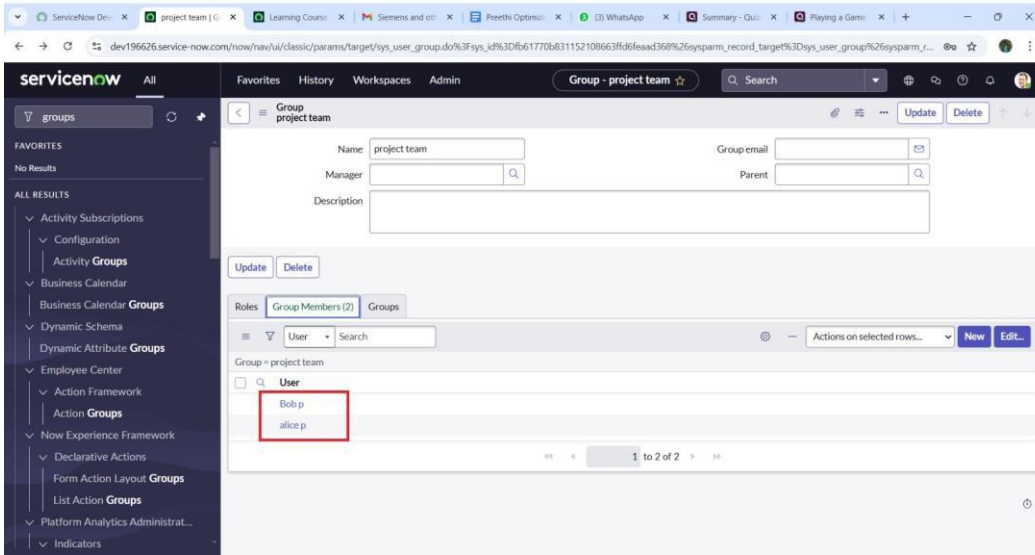 ServiceNow Dev
project team | G
Learning Course
Siemens and oth
Preethi Optimiz
(3) WhatsApp
Summary - Qui
Playing a Game
dev196626.service-now.com/now/nav/ui/classic/params/target/sys_user_group.do%3Fsys_id%3Dfb61770b831152108663ffd6feaad368%26sysparm_record_target%3Dsys_user_group%26sysparm_r...
servicenow All Favorites History Workspaces Admin Group - project team Search
groups
FAVORITES
No Results
ALL RESULTS
Activity Subscriptions
Configuration
Activity Groups
Business Calendar
Business Calendar Groups
Dynamic Schema
Dynamic Attribute Groups
Employee Center
Action Framework
Action Groups
Now Experience Framework
Declarative Actions
Form Action Layout Groups
List Action Groups
Platform Analytics Administrat...
Indicators
Group
project team
Update Delete
Name project team
Group email
Manager
Parent
Description
Update Delete
Roles Group Members (2) Groups
User Search Actions on selected rows... New Edit...
Group = project team
User
Bob p
alice p
1 to 2 of 2